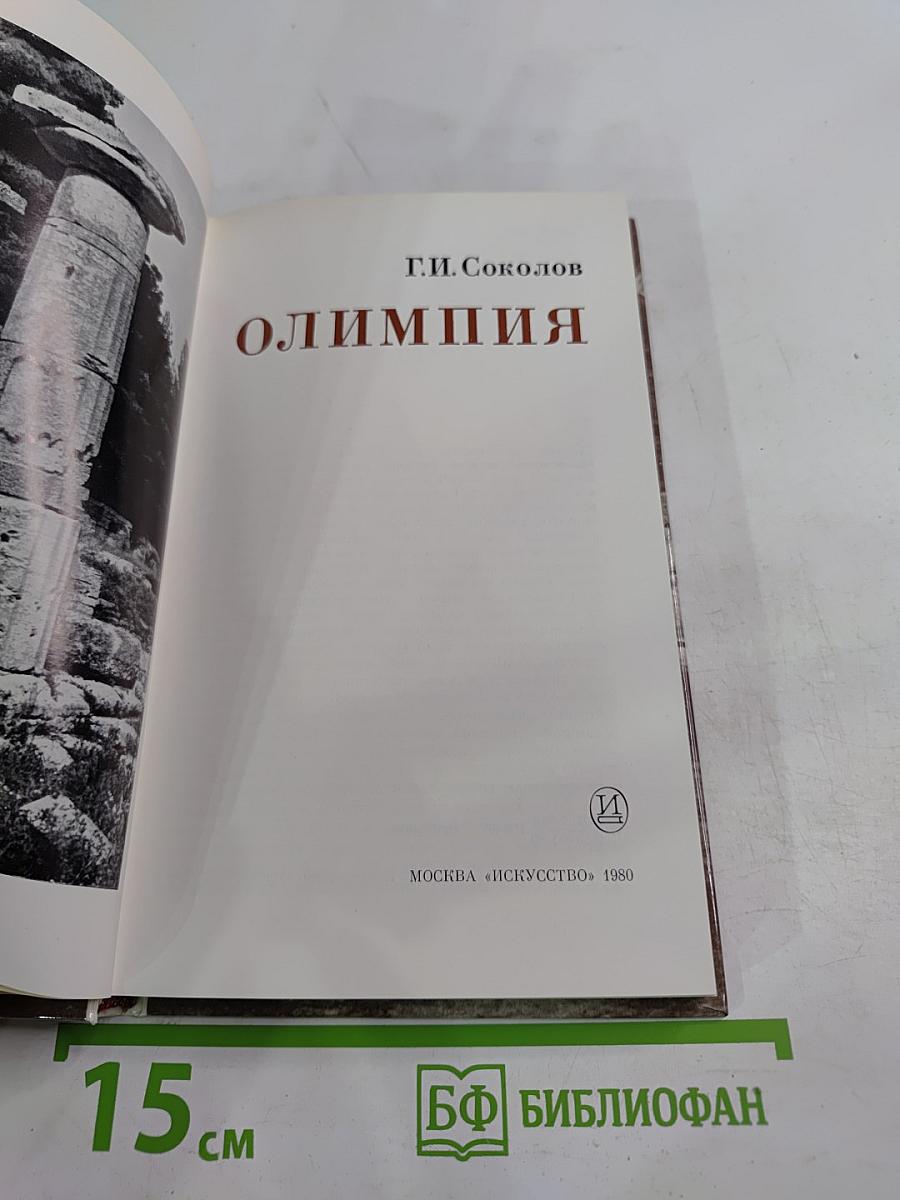 Г.И. Соколов
ОЛИМПИЯ
И
МОСКВА «ИСКУССТВО» 1980
15 см
БФ БИБЛИОФАН